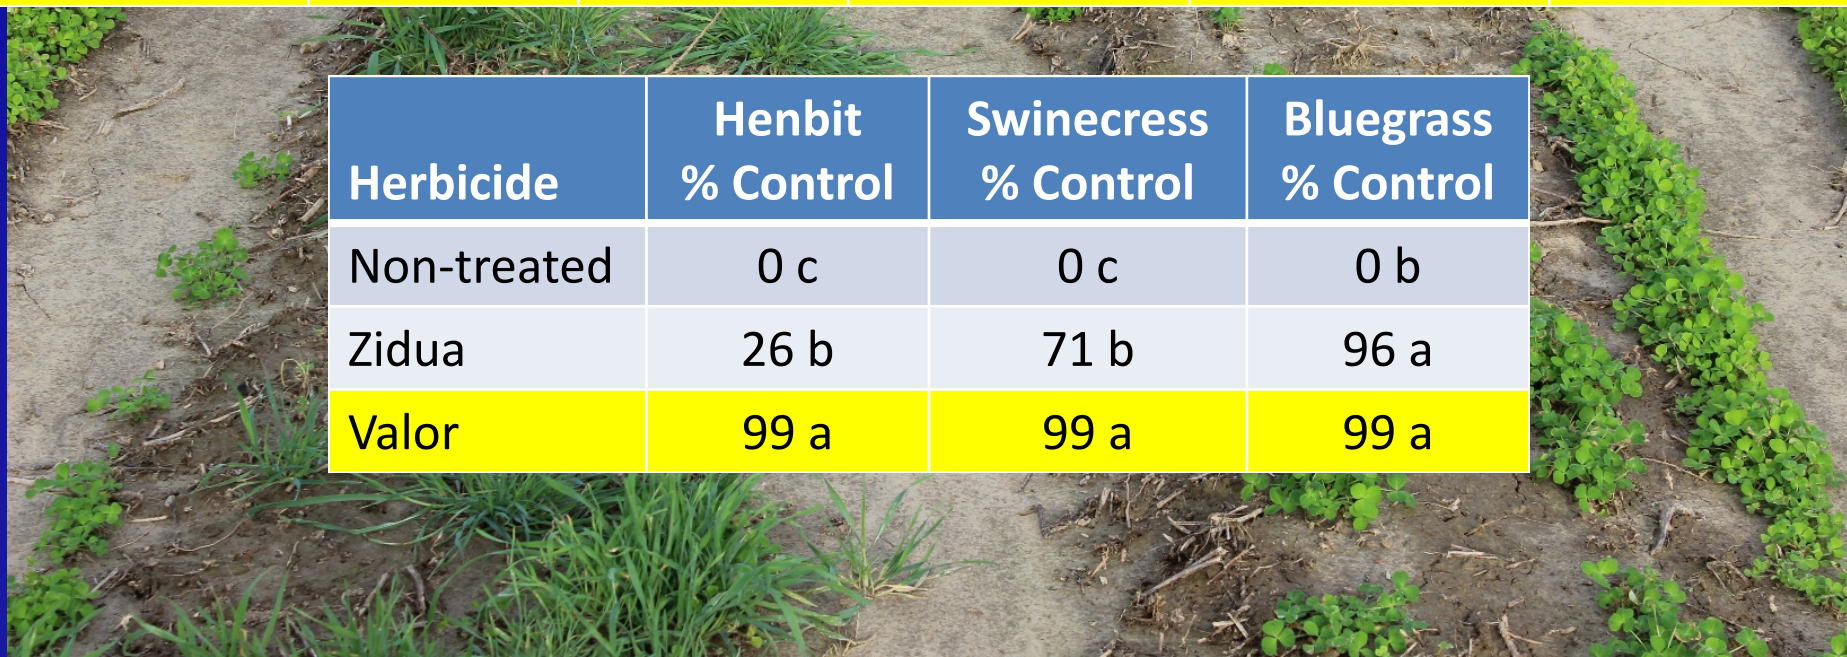 Herbicide Henbit % Control Swinecress % Control Bluegrass % Control
Non-treated 0 c 0 c 0 b
Zidua 26 b 71 b 96 a
Valor 99 a 99 a 99 a